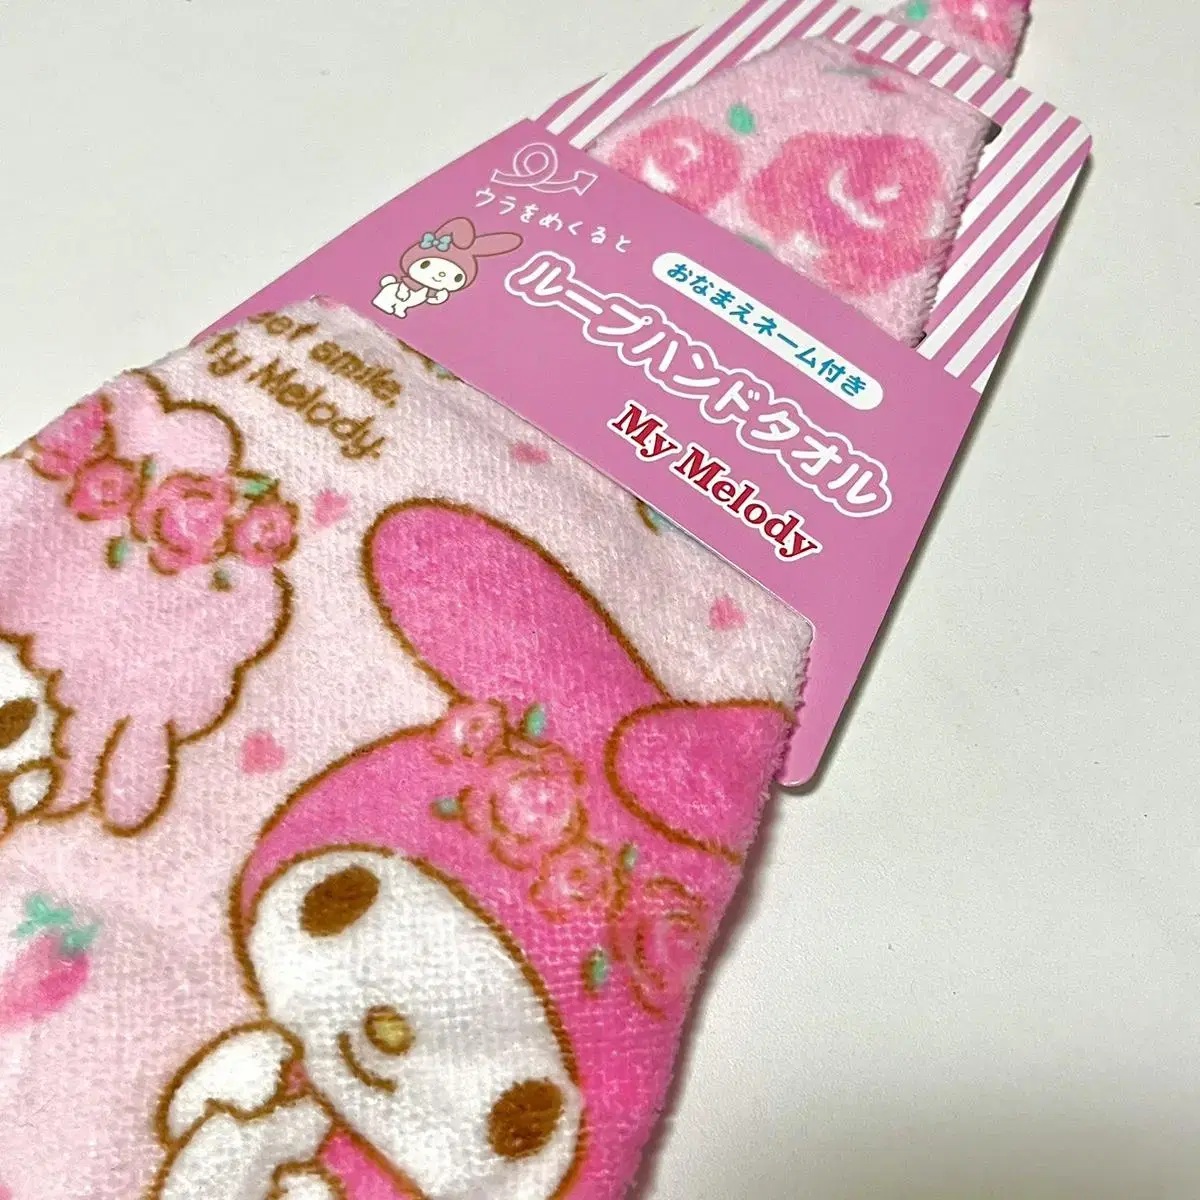 ウラをめくると
おなまえネーム付き
ループハンドタオル
My Melody
smile,
My Melody.